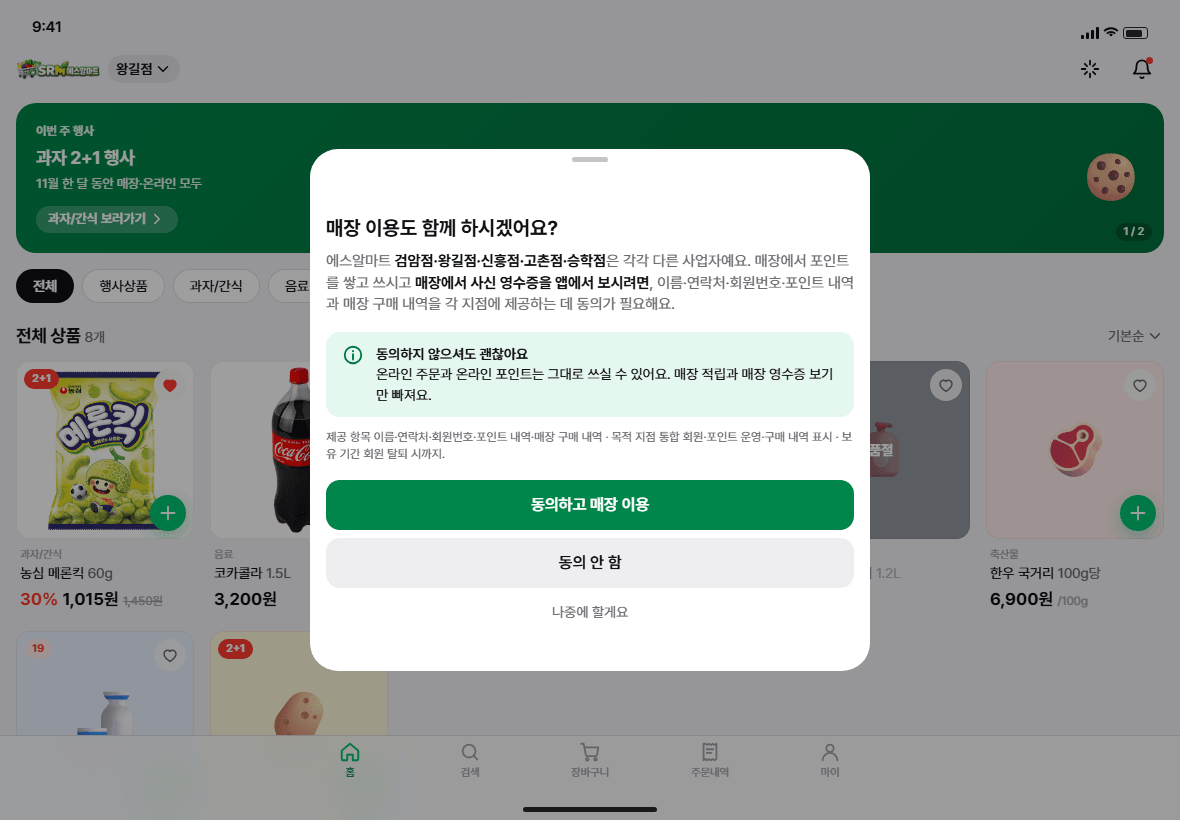 9:41
SRM에스알마트
왕길점
이번 주 행사
과자 2+1 행사
11월 한 달 동안 매장·온라인 모두
과자/간식 보러가기
1 / 2
전체
행사상품
과자/간식
음료
전체 상품 8개
기본순
매장 이용도 함께 하시겠어요?
에스알마트 검암점·왕길점·신흥점·고촌점·승학점은 각각 다른 사업자예요. 매장에서 포인트
를 쌓고 쓰시고 매장에서 사신 영수증을 앱에서 보시려면, 이름·연락처·회원번호·포인트 내역
과 매장 구매 내역을 각 지점에 제공하는 데 동의가 필요해요.
동의하지 않으셔도 괜찮아요
온라인 주문과 온라인 포인트는 그대로 쓰실 수 있어요. 매장 적립과 매장 영수증 보기
만 빠져요.
제공 항목 이름·연락처·회원번호·포인트 내역·매장 구매 내역 · 목적 지점 통합 회원·포인트 운영·구매 내역 표시 · 보
유 기간 회원 탈퇴 시까지.
동의하고 매장 이용
동의 안 함
나중에 할게요
2+1
농심
메론킥
Coca-Cola
품절
과자/간식
농심 메론킥 60g
30% 1,015원 1,450원
음료
코카콜라 1.5L
3,200원
1.2L
축산물
한우 국거리 100g당
6,900원 /100g
19
2+1
홈
검색
장바구니
주문내역
마이